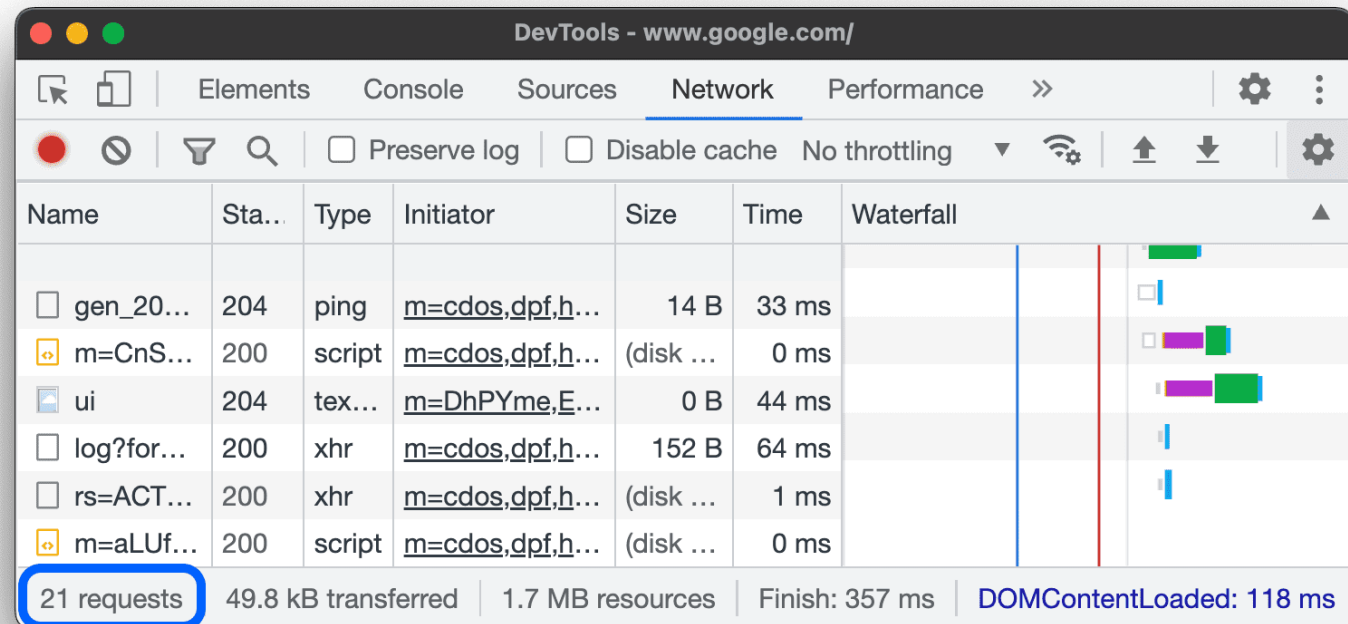 DevTools - www.google.com/
Elements Console Sources Network Performance »
Preserve log Disable cache No throttling
Name Sta... Type Initiator Size Time Waterfall
gen_20... 204 ping m=cdos,dpf,h... 14 B 33 ms
m=CnS... 200 script m=cdos,dpf,h... (disk ... 0 ms
ui 204 tex... m=DhPYme,E... 0 B 44 ms
log?for... 200 xhr m=cdos,dpf,h... 152 B 64 ms
rs=ACT... 200 xhr m=cdos,dpf,h... (disk ... 1 ms
m=aLUf... 200 script m=cdos,dpf,h... (disk ... 0 ms
21 requests 49.8 kB transferred 1.7 MB resources Finish: 357 ms DOMContentLoaded: 118 ms